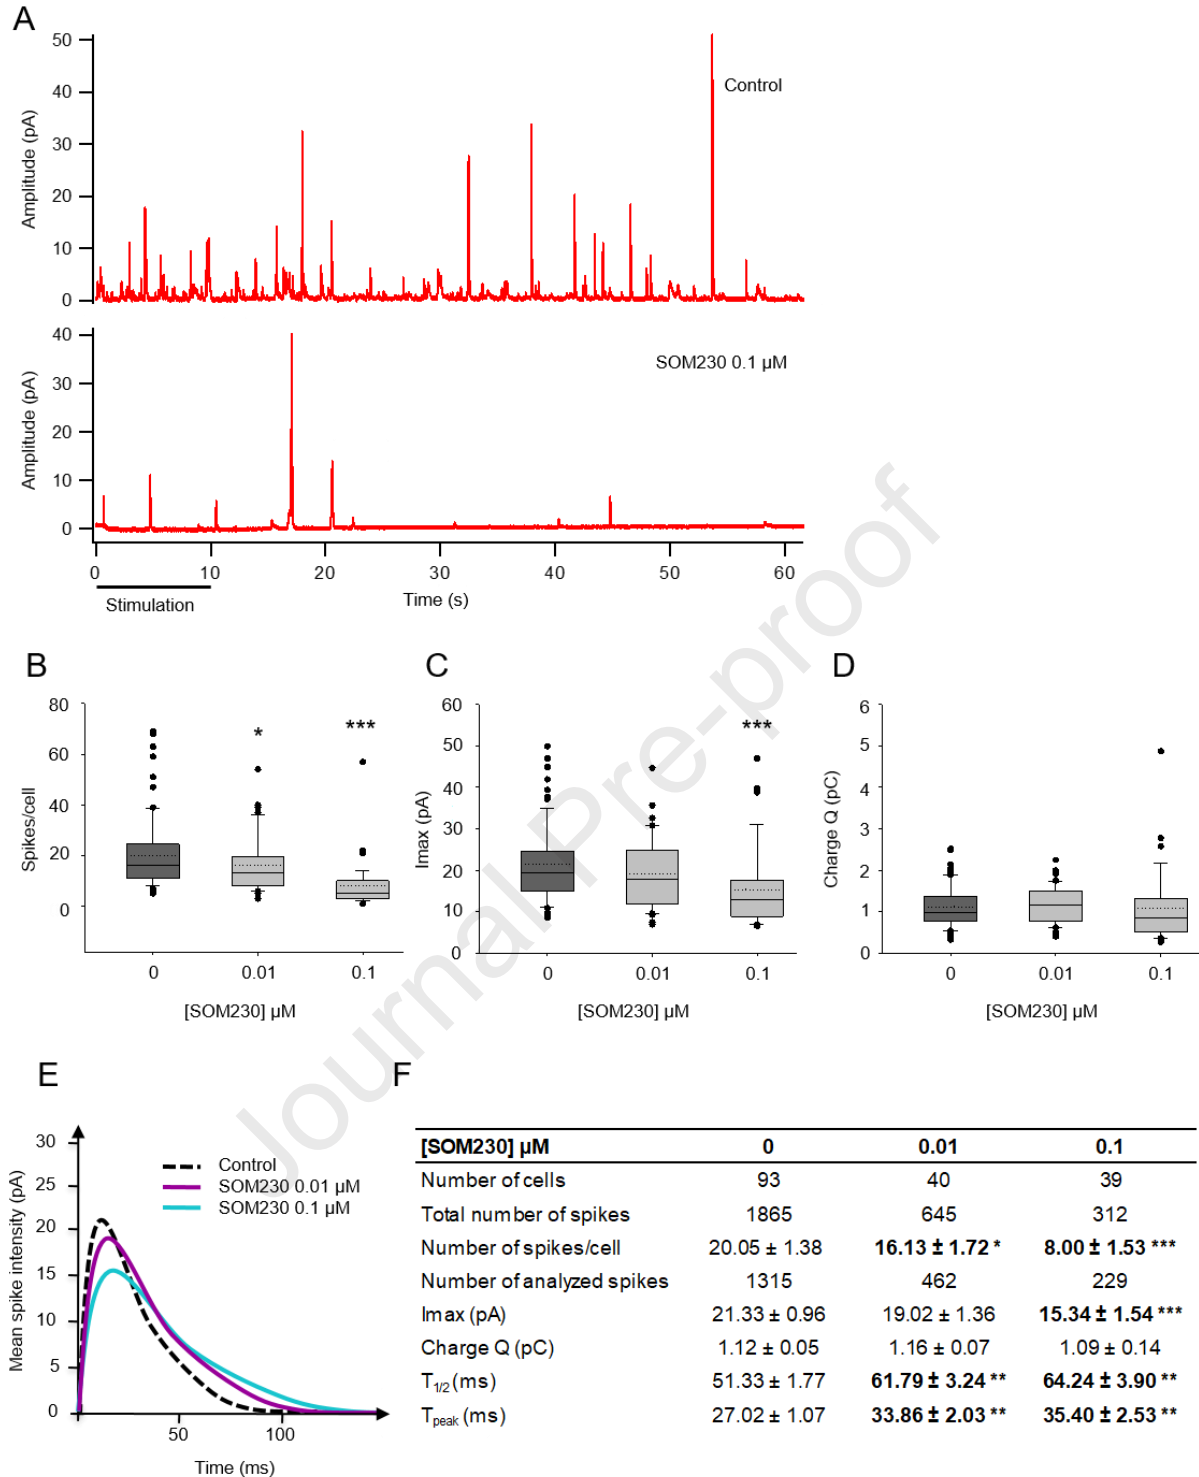 A
50
40
30
20
10
0
Amplitude (pA)
Control
40
30
20
10
0
Amplitude (pA)
SOM230 0.1 µM
0 10 20 30 40 50 60
Stimulation
Time (s)
B
80
60
40
20
0
Spikes/cell
* ***
0 0.01 0.1
[SOM230] µM
C
60
50
40
30
20
10
0
Imax (pA)
***
0 0.01 0.1
[SOM230] µM
D
6
5
4
3
2
1
0
Charge Q (pC)
0 0.01 0.1
[SOM230] µM
Journal Pre-proof
E
30
25
20
15
10
5
0
Mean spike intensity (pA)
Control
SOM230 0.01 µM
SOM230 0.1 µM
50 100
Time (ms)
F
[SOM230] µM 0 0.01 0.1
Number of cells 93 40 39
Total number of spikes 1865 645 312
Number of spikes/cell 20.05 ± 1.38 16.13 ± 1.72 * 8.00 ± 1.53 ***
Number of analyzed spikes 1315 462 229
Imax (pA) 21.33 ± 0.96 19.02 ± 1.36 15.34 ± 1.54 ***
Charge Q (pC) 1.12 ± 0.05 1.16 ± 0.07 1.09 ± 0.14
T1/2 (ms) 51.33 ± 1.77 61.79 ± 3.24 ** 64.24 ± 3.90 **
Tpeak (ms) 27.02 ± 1.07 33.86 ± 2.03 ** 35.40 ± 2.53 **